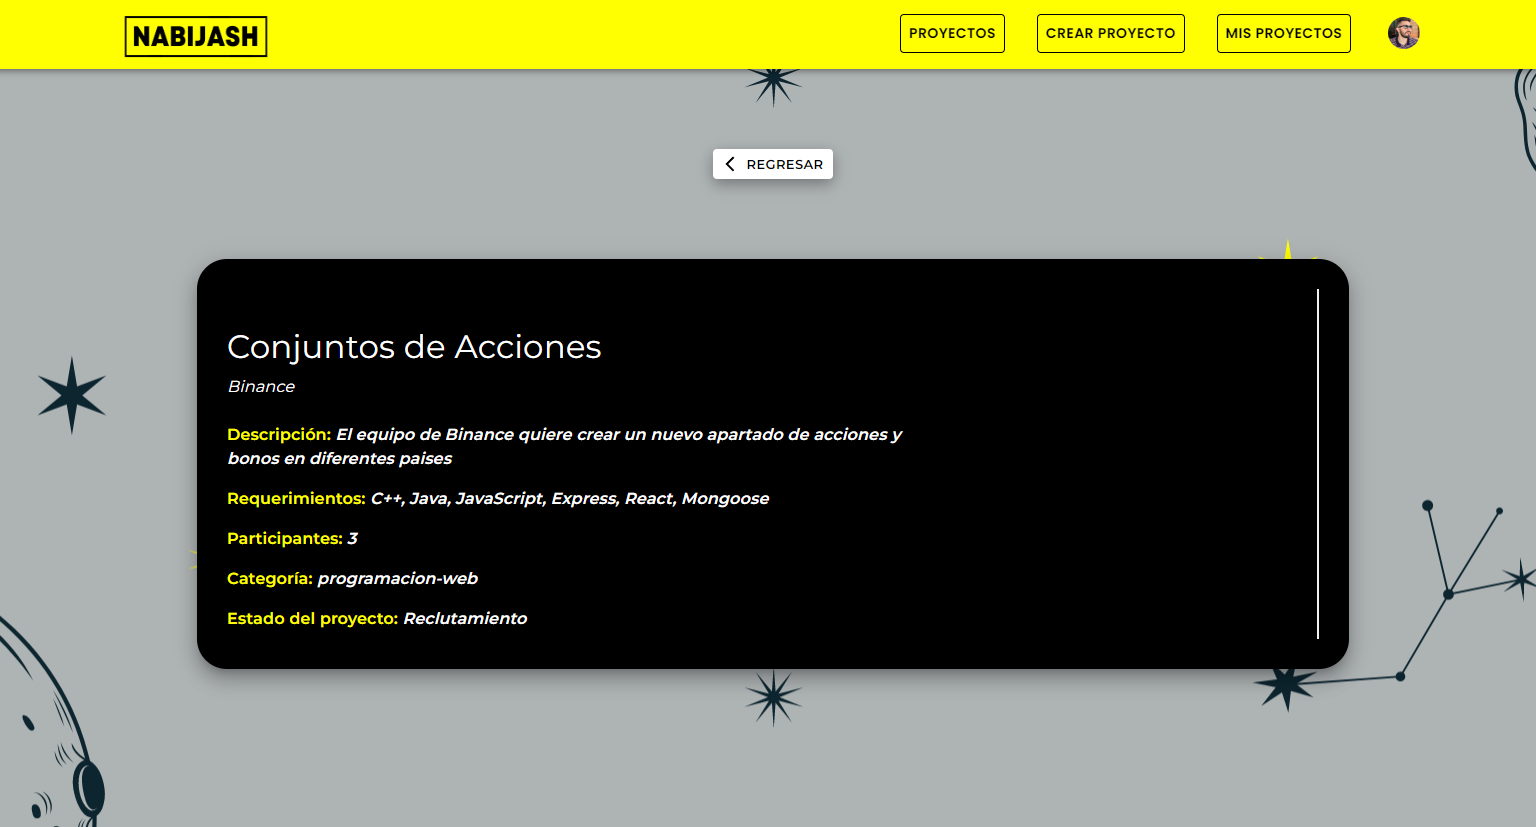 NABIJASH
PROYECTOS
CREAR PROYECTO
MIS PROYECTOS
REGRESAR
Conjuntos de Acciones
Binance
Descripción: El equipo de Binance quiere crear un nuevo apartado de acciones y
bonos en diferentes paises
Requerimientos: C++, Java, JavaScript, Express, React, Mongoose
Participantes: 3
Categoría: programacion-web
Estado del proyecto: Reclutamiento